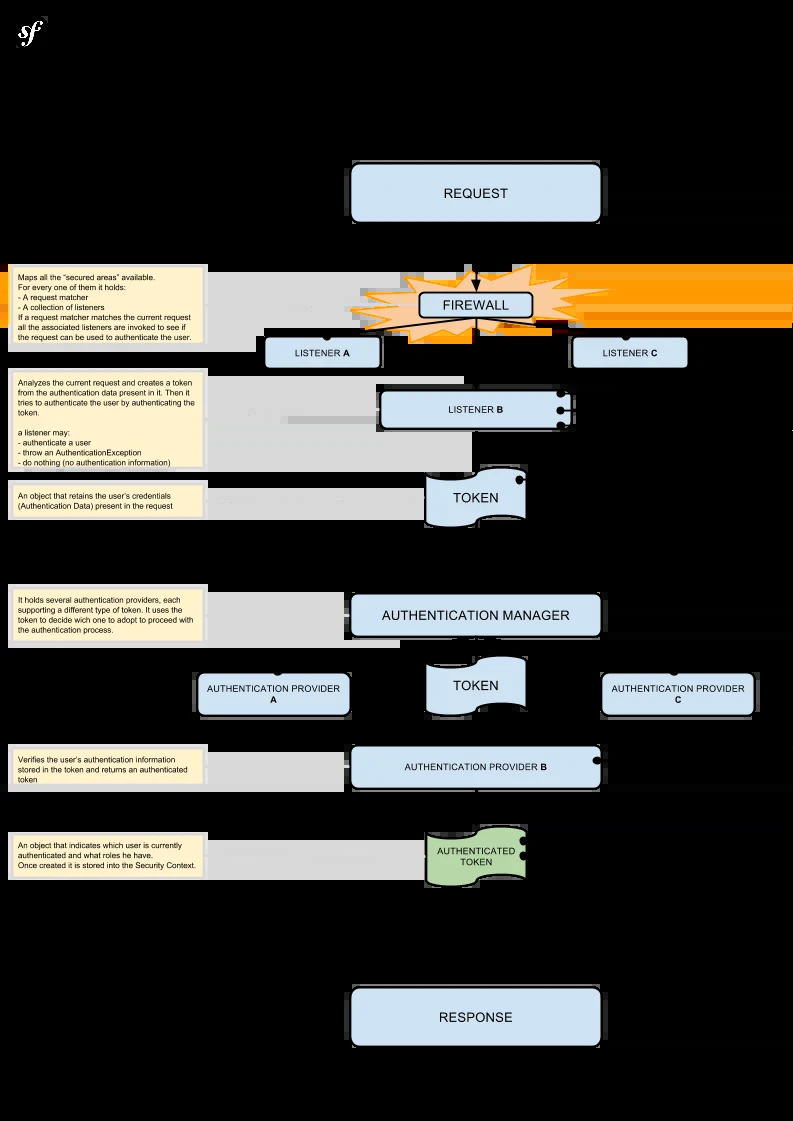 sf
REQUEST
Maps all the “secured areas” available.
For every one of them it holds:
- A request matcher
- A collection of listeners
If a request matcher matches the current request
all the associated listeners are invoked to see if
the request can be used to authenticate the user.
FIREWALL
LISTENER A
LISTENER C
Analyzes the current request and creates a token
from the authentication data present in it. Then it
tries to authenticate the user by authenticating the
token.
a listener may:
- authenticate a user
- throw an AuthenticationException
- do nothing (no authentication information)
LISTENER B
An object that retains the user’s credentials
(Authentication Data) present in the request
TOKEN
It holds several authentication providers, each
supporting a different type of token. It uses the
token to decide wich one to adopt to proceed with
the authentication process.
AUTHENTICATION MANAGER
AUTHENTICATION PROVIDER
A
TOKEN
AUTHENTICATION PROVIDER
C
Verifies the user’s authentication information
stored in the token and returns an authenticated
token
AUTHENTICATION PROVIDER B
An object that indicates which user is currently
authenticated and what roles he have.
Once created it is stored into the Security Context.
AUTHENTICATED
TOKEN
RESPONSE